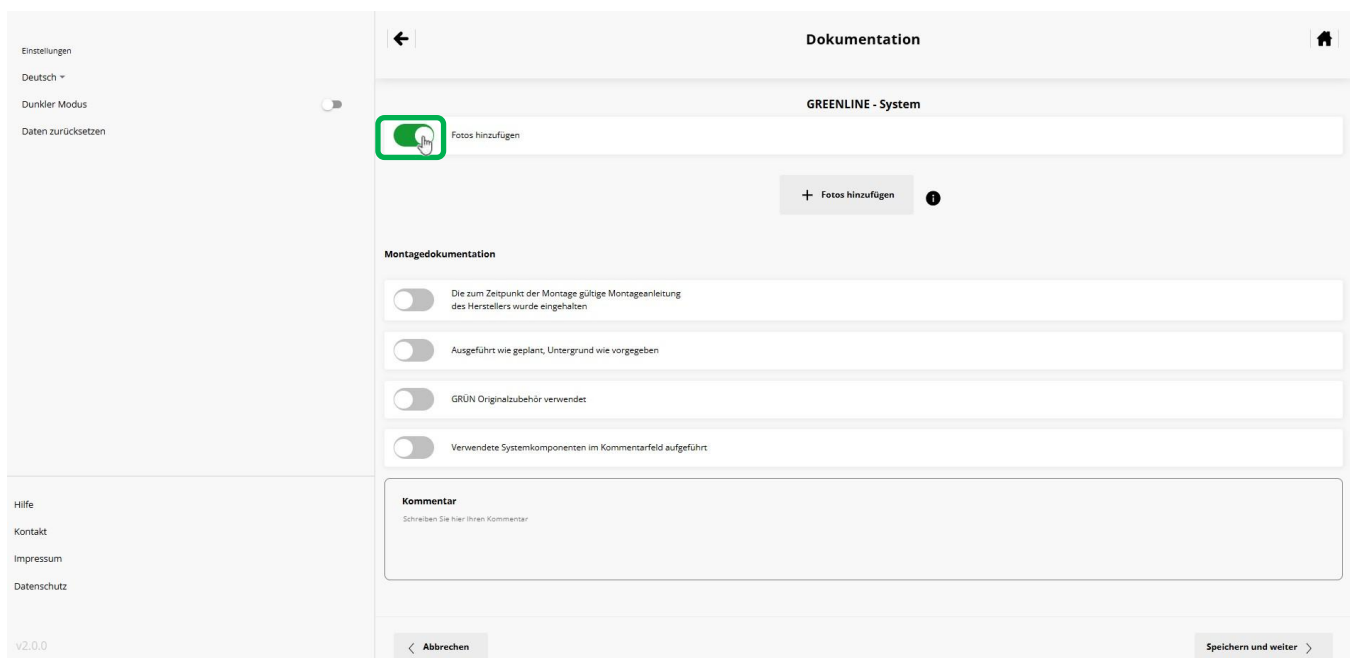 Einstellungen
Deutsch
Dunkler Modus
Daten zurücksetzen
Hilfe
Kontakt
Impressum
Datenschutz
v2.0.0
Dokumentation
GREENLINE - System
Fotos hinzufügen
+ Fotos hinzufügen
Montagedokumentation
Die zum Zeitpunkt der Montage gültige Montageanleitung
des Herstellers wurde eingehalten
Ausgeführt wie geplant, Untergrund wie vorgegeben
GRÜN Originalzubehör verwendet
Verwendete Systemkomponenten im Kommentarfeld aufgeführt
Kommentar
Schreiben Sie hier Ihren Kommentar
Abbrechen
Speichern und weiter